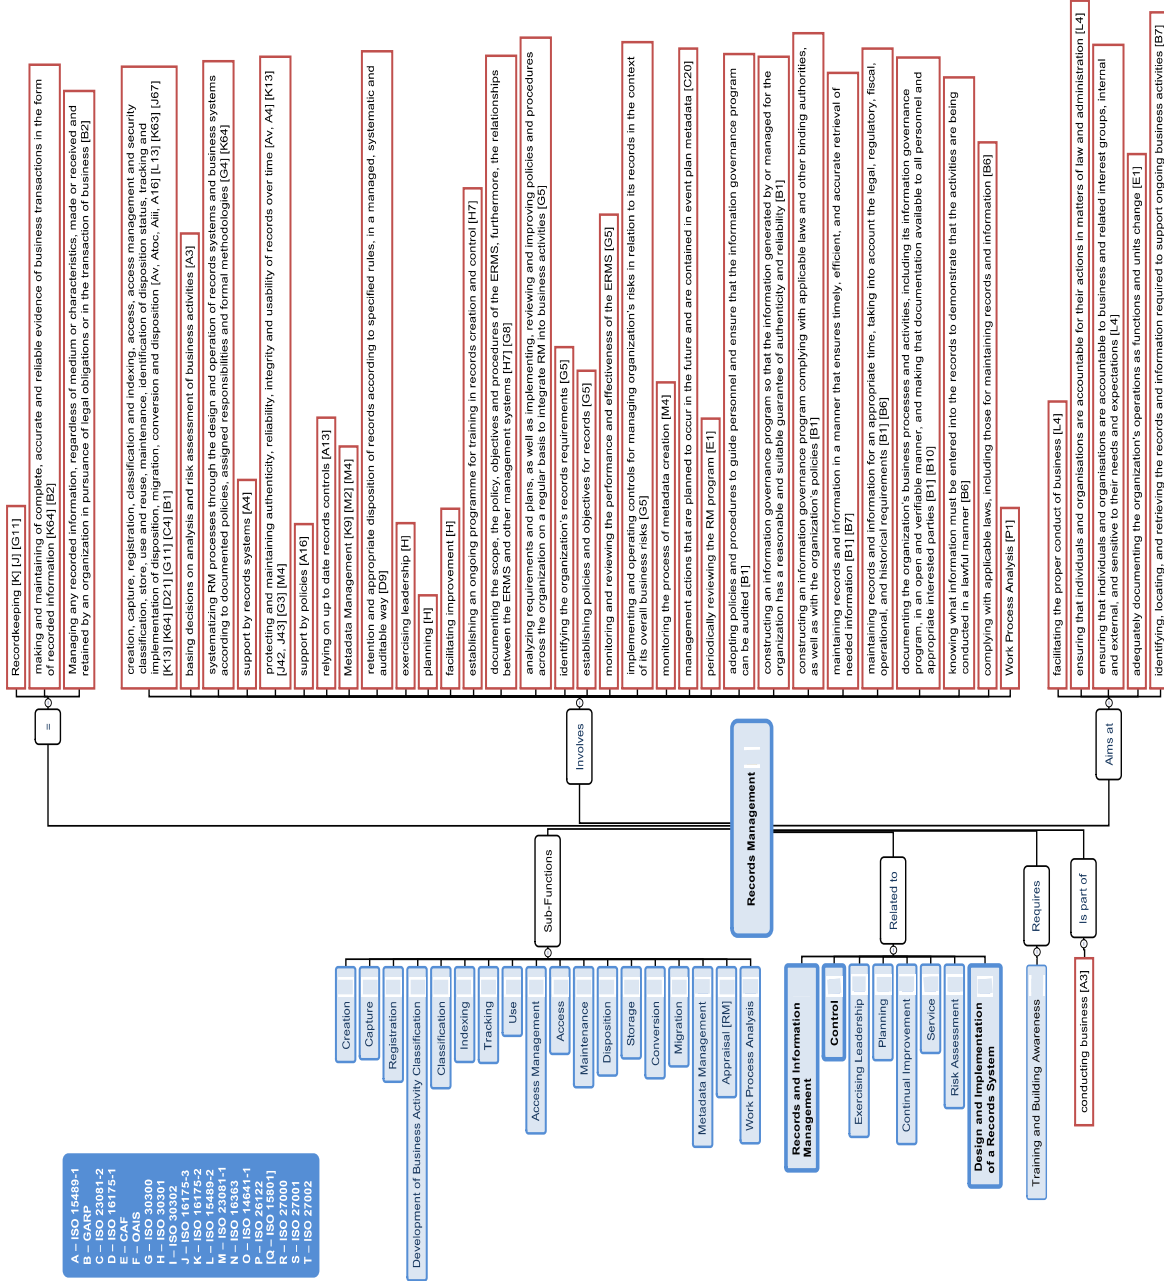 =
Recordkeeping [K] [J] [G11]
making and maintaining of complete, accurate and reliable evidence of business transactions in the form
of recorded information [K64] [B2]
Managing any recorded information, regardless of medium or characteristics, made or received and
retained by an organization in pursuance of legal obligations or in the transaction of business [B2]
Involves
creation, capture, registration, classification and indexing, access, access management and security
classification, store, use and reuse, maintenance, identification of disposition status, tracking and
implementation of disposition, migration, conversion and disposition [Av, Atoc, Aiii, A16] [L13] [K63] [J67]
[K13] [K64] [D21] [G11] [C4] [B1]
basing decisions on analysis and risk assessment of business activities [A3]
systematizing RM processes through the design and operation of records systems and business systems
according to documented policies, assigned responsibilities and formal methodologies [G4] [K64]
support by records systems [A4]
protecting and maintaining authenticity, reliability, integrity and usability of records over time [Av, A4] [K13]
[J42, J43] [G3] [M4]
support by policies [A16]
relying on up to date records controls [A13]
Metadata Management [K9] [M2] [M4]
retention and appropriate disposition of records according to specified rules, in a managed, systematic and
auditable way [D9]
exercising leadership [H]
planning [H]
facilitating improvement [H]
establishing an ongoing programme for training in records creation and control [H7]
documenting the scope, the policy, objectives and procedures of the ERMS, furthermore, the relationships
between the ERMS and other management systems [H7] [G8]
analyzing requirements and plans, as well as implementing, reviewing and improving policies and procedures
across the organization on a regular basis to integrate RM into business activities [G5]
identifying the organization's records requirements [G5]
establishing policies and objectives for records [G5]
monitoring and reviewing the performance and effectiveness of the ERMS [G5]
implementing and operating controls for managing organization's risks in relation to its records in the context
of its overall business risks [G5]
monitoring the process of metadata creation [M4]
management actions that are planned to occur in the future and are contained in event plan metadata [C20]
periodically reviewing the RM program [E1]
adopting policies and procedures to guide personnel and ensure that the information governance program
can be audited [B1]
constructing an information governance program so that the information generated by or managed for the
organization has a reasonable and suitable guarantee of authenticity and reliability [B1]
constructing an information governance program complying with applicable laws and other binding authorities,
as well as with the organization's policies [B1]
maintaining records and information in a manner that ensures timely, efficient, and accurate retrieval of
needed information [B1] [B7]
maintaining records and information for an appropriate time, taking into account the legal, regulatory, fiscal,
operational, and historical requirements [B1] [B6]
documenting the organization's business processes and activities, including its information governance
program, in an open and verifiable manner, and making that documentation available to all personnel and
appropriate interested parties [B1] [B10]
knowing what information must be entered into the records to demonstrate that the activities are being
conducted in a lawful manner [B6]
complying with applicable laws, including those for maintaining records and information [B6]
Work Process Analysis [P1]
Aims at
facilitating the proper conduct of business [L4]
ensuring that individuals and organisations are accountable for their actions in matters of law and administration [L4]
ensuring that individuals and organisations are accountable to business and related interest groups, internal
and external, and sensitive to their needs and expectations [L4]
adequately documenting the organization's operations as functions and units change [E1]
identifying, locating, and retrieving the records and information required to support ongoing business activities [B7]
Records Management
Sub-Functions
Creation
Capture
Registration
Development of Business Activity Classification
Classification
Indexing
Tracking
Use
Access Management
Access
Maintenance
Disposition
Storage
Conversion
Migration
Metadata Management
Appraisal [RM]
Work Process Analysis
Related to
Records and Information
Management
Control
Exercising Leadership
Planning
Continual Improvement
Service
Risk Assessment
Design and Implementation
of a Records System
Requires
Training and Building Awareness
Is part of
conducting business [A3]
A – ISO 15489-1
B – GARP
C – ISO 23081-2
D – ISO 16175-1
E – CAF
F – OAIS
G – ISO 30300
H – ISO 30301
I – ISO 30302
J – ISO 16175-3
K – ISO 16175-2
L – ISO 15489-2
M – ISO 23081-1
N – ISO 16363
O – ISO 14641-1
P – ISO 26122
[Q – ISO 15801]
R – ISO 27000
S – ISO 27001
T – ISO 27002